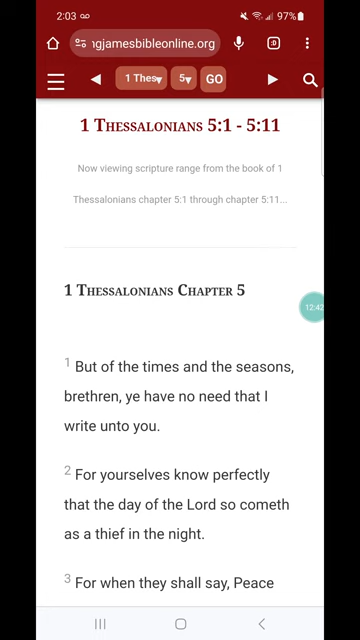 2:03
97%
ngjamesbibleonline.org
:D
1 Thes
5
GO
1 Thessalonians 5:1 - 5:11
Now viewing scripture range from the book of 1
Thessalonians chapter 5:1 through chapter 5:11...
1 Thessalonians Chapter 5
12:42
1 But of the times and the seasons,
brethren, ye have no need that I
write unto you.
2 For yourselves know perfectly
that the day of the Lord so cometh
as a thief in the night.
3 For when they shall say, Peace